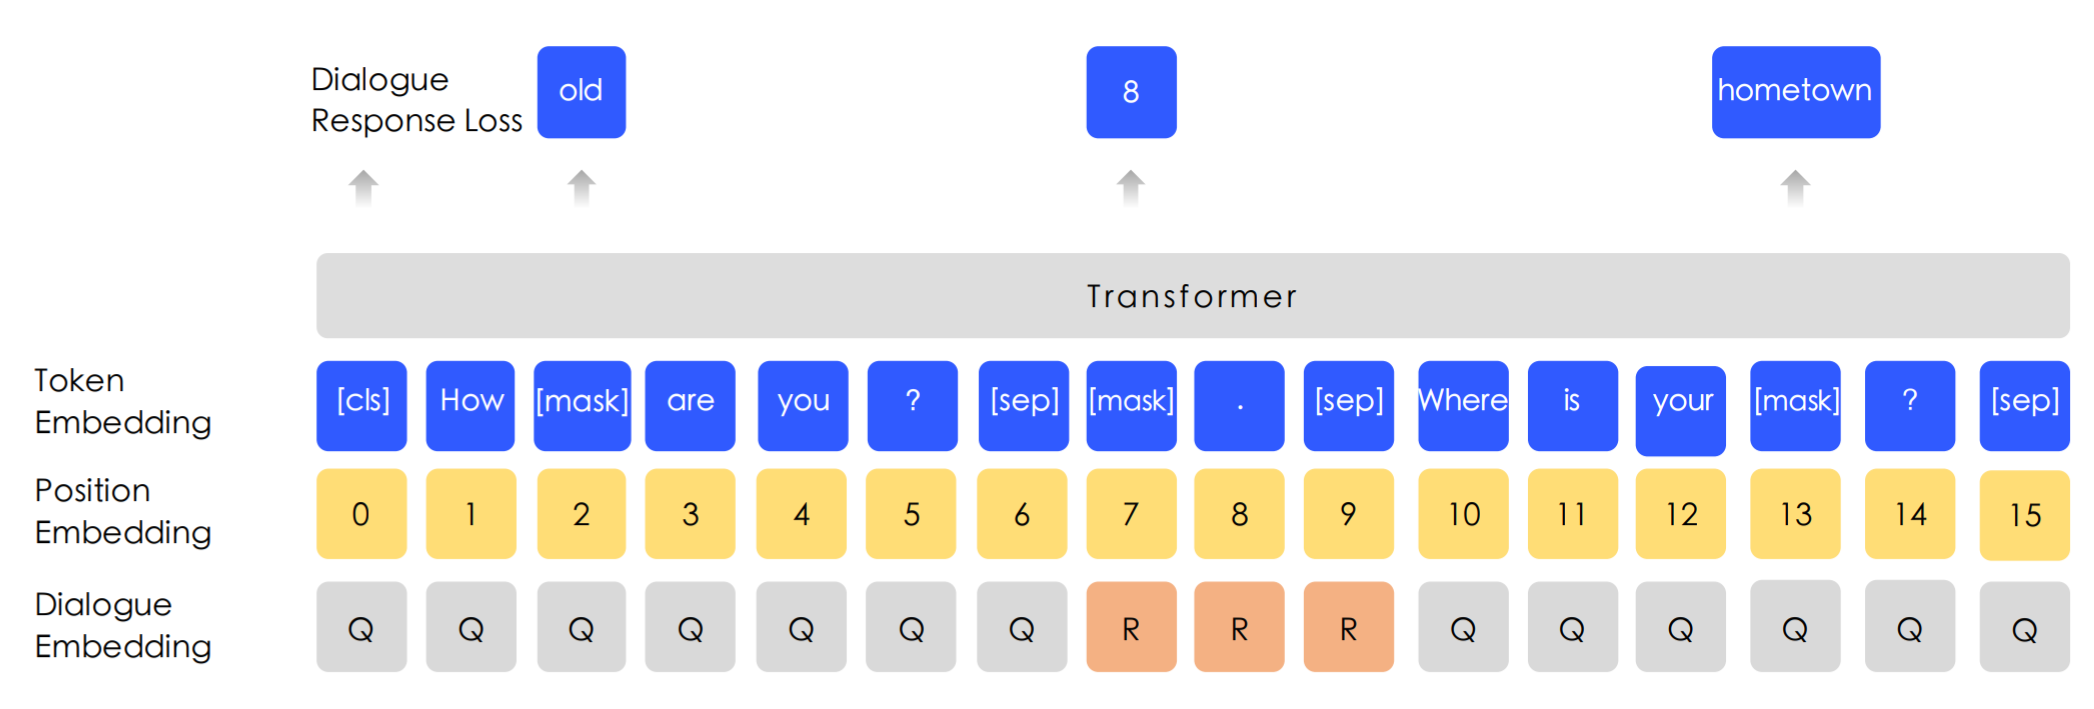 Dialogue
Response Loss
old 8 hometown
Transformer
Token
Embedding
[cls] How [mask] are you ? [sep] [mask] . [sep] Where is your [mask] ? [sep]
Position
Embedding
0 1 2 3 4 5 6 7 8 9 10 11 12 13 14 15
Dialogue
Embedding
Q Q Q Q Q Q Q R R R Q Q Q Q Q Q